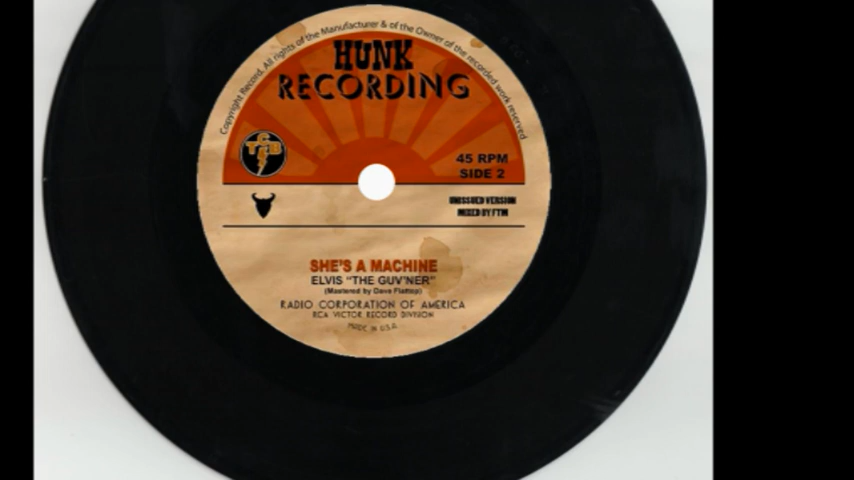 Copyright Record. All rights of the Manufacturer & of the Owner of the recorded work reserved
HUNK
RECORDING
TCB
45 RPM
SIDE 2
UNISSUED VERSION
MIXED BY FTM
SHE'S A MACHINE
ELVIS "THE GUV'NER"
(Mastered by Dave Flattop)
RADIO CORPORATION OF AMERICA
RCA VICTOR RECORD DIVISION
MADE IN U.S.A.